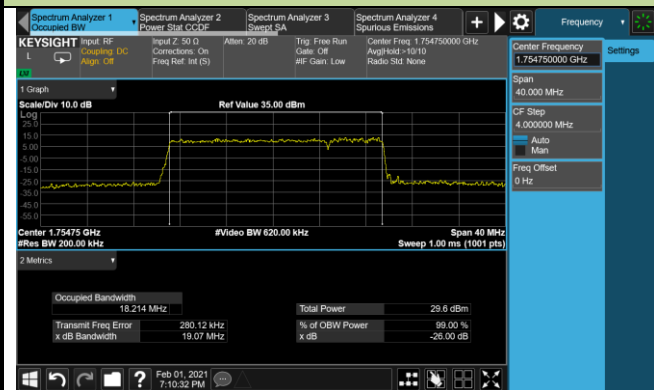 Spectrum Analyzer 1
Occupied BW
Spectrum Analyzer 2
Power Stat CCDF
Spectrum Analyzer 3
Swept SA
Spectrum Analyzer 4
Spurious Emissions
Frequency
KEYSIGHT
L
Input: RF
Coupling: DC
Align: Off
Input Z: 50 Ω
Corrections: On
Freq Ref: Int (S)
Atten: 20 dB
Trig: Free Run
Gate: Off
#IF Gain: Low
Center Freq: 1.754750000 GHz
Avg|Hold:>10/10
Radio Std: None
Center Frequency
1.754750000 GHz
Settings
Span
40.000 MHz
CF Step
4.000000 MHz
Auto
Man
Freq Offset
0 Hz
1 Graph
Scale/Div 10.0 dB
Ref Value 35.00 dBm
Log
25.0
15.0
5.00
-5.00
-15.0
-25.0
-35.0
-45.0
-55.0
Center 1.75475 GHz
#Video BW 620.00 kHz
Span 40 MHz
#Res BW 200.00 kHz
Sweep 1.00 ms (1001 pts)
2 Metrics
Occupied Bandwidth
18.214 MHz
Total Power 29.6 dBm
Transmit Freq Error 280.12 kHz
% of OBW Power 99.00 %
x dB Bandwidth 19.07 MHz
x dB -26.00 dB
?
Feb 01, 2021
7:10:32 PM